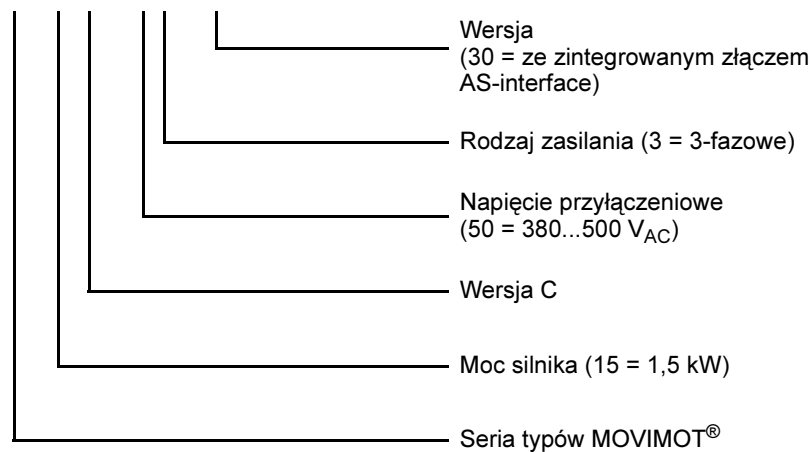 Wersja
(30 = ze zintegrowanym złączem
AS-interface)
Rodzaj zasilania (3 = 3-fazowe)
Napięcie przyłączeniowe
(50 = 380...500 VAC)
Wersja C
Moc silnika (15 = 1,5 kW)
Seria typów MOVIMOT®